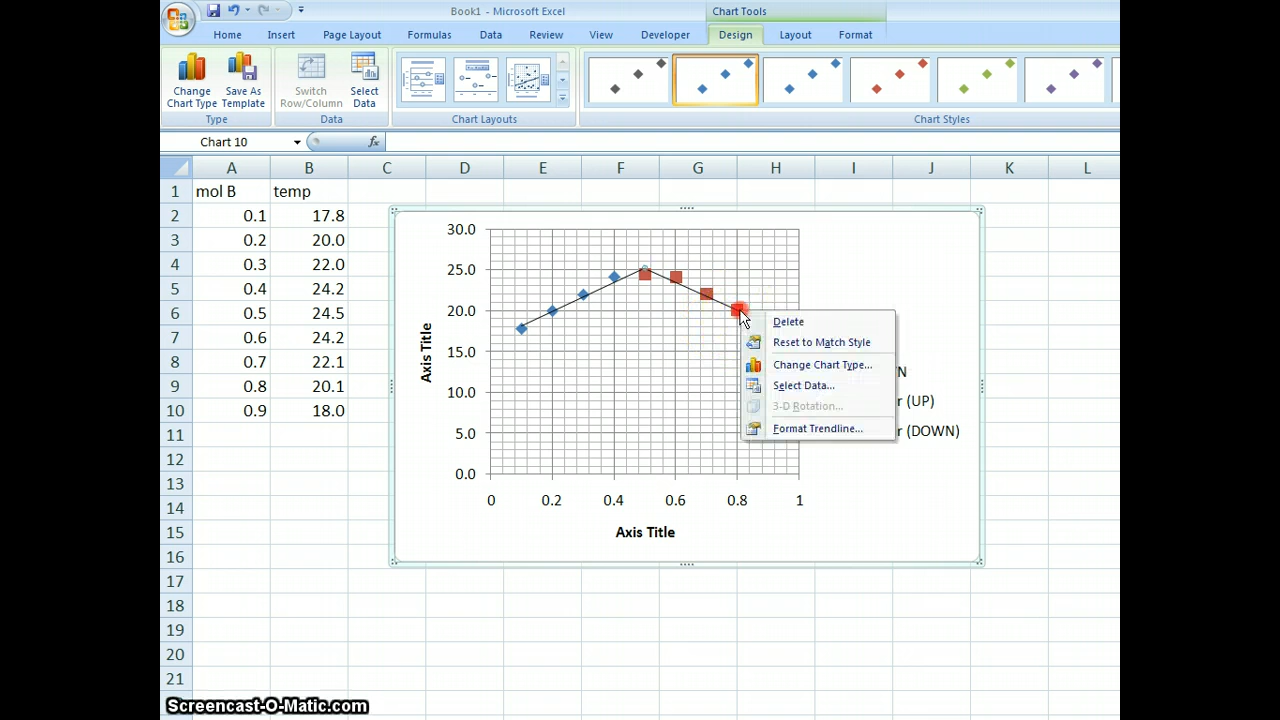 Book1 - Microsoft Excel
Chart Tools
Home Insert Page Layout Formulas Data Review View Developer Design Layout Format
Change Chart Type
Save As Template
Switch Row/Column
Select Data
Type Data Chart Layouts Chart Styles
Chart 10 fx
A B C D E F G H I J K L
1 mol B temp
2 0.1 17.8
3 0.2 20.0
4 0.3 22.0
5 0.4 24.2
6 0.5 24.5
7 0.6 24.2
8 0.7 22.1
9 0.8 20.1
10 0.9 18.0
11
12
13
14
15
16
17
18
19
20
21
30.0
25.0
20.0
15.0
10.0
5.0
0.0
Axis Title
0 0.2 0.4 0.6 0.8 1
Axis Title
Delete
Reset to Match Style
Change Chart Type...
Select Data...
3-D Rotation...
Format Trendline...
N
r (UP)
r (DOWN)
Screencast-O-Matic.com